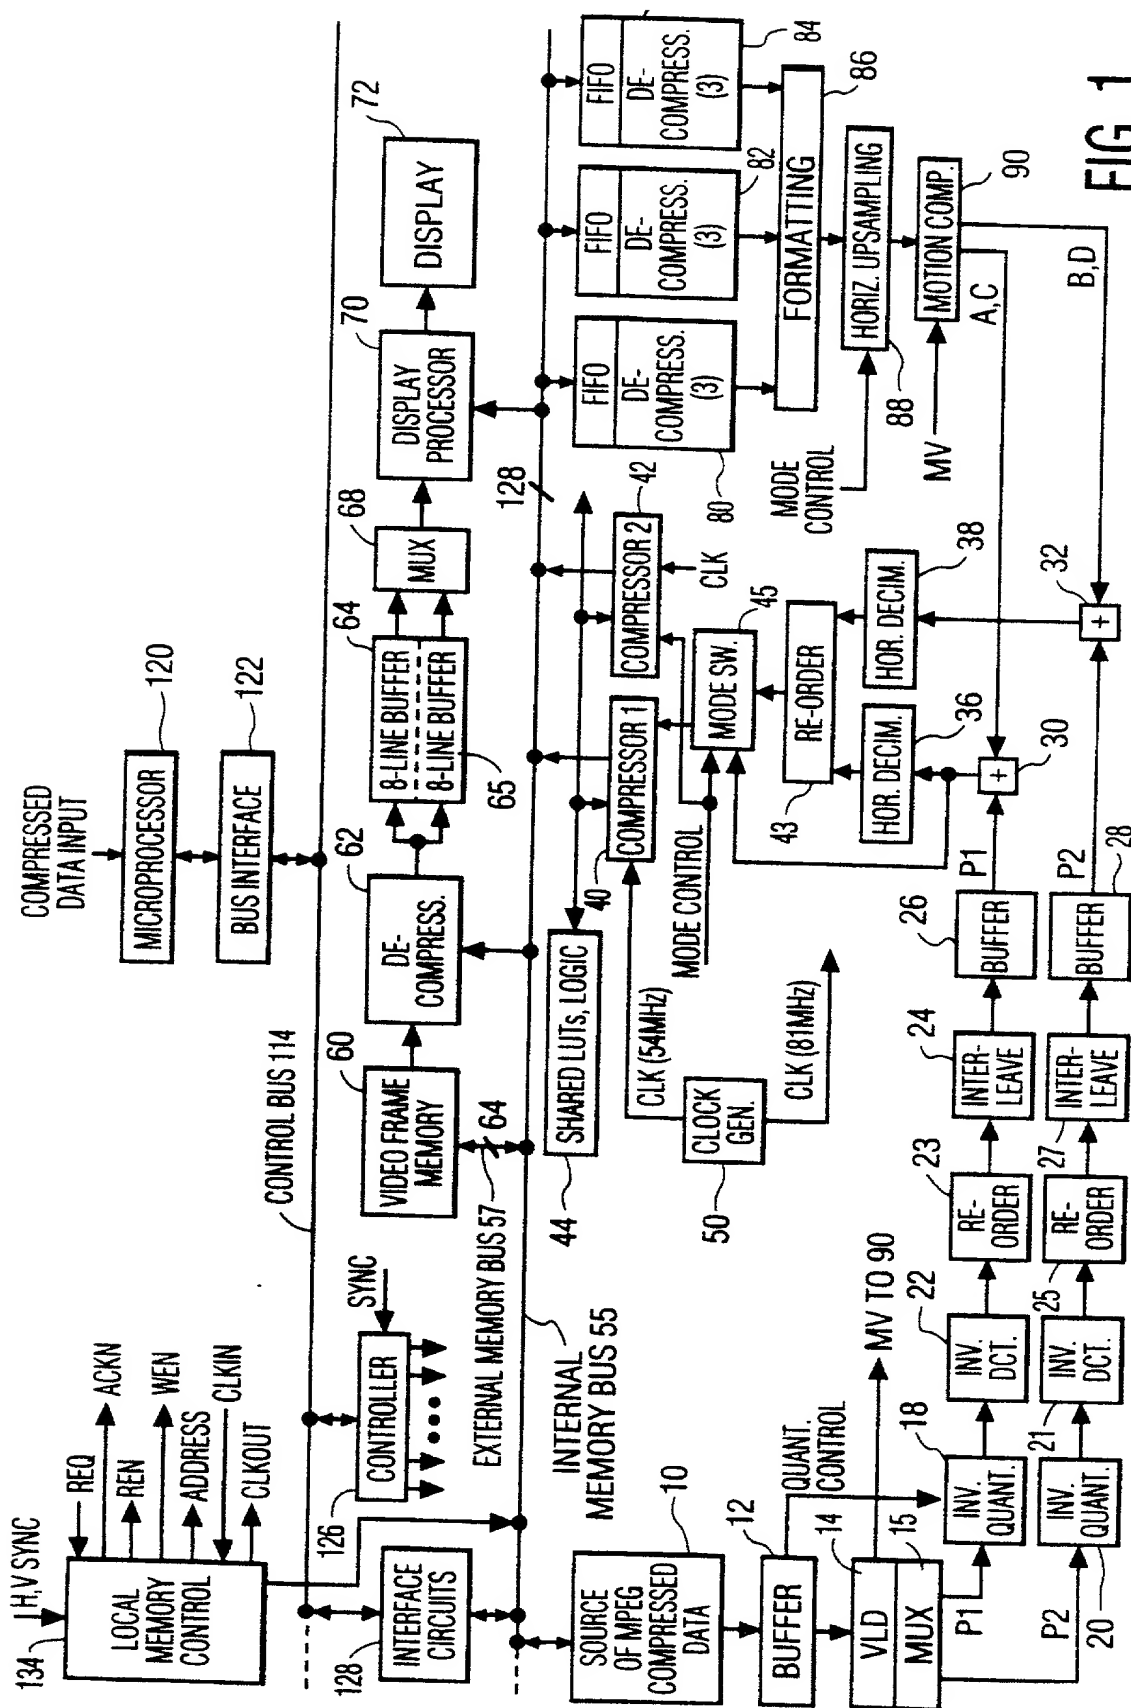 COMPRESSED
DATA INPUT
MICROPROCESSOR
120
BUS INTERFACE
122
CONTROL BUS 114
H,V SYNC
134
LOCAL
MEMORY
CONTROL
REQ
ACKN
REN
WEN
ADDRESS
CLKIN
CLKOUT
126
CONTROLLER
SYNC
128
INTERFACE
CIRCUITS
EXTERNAL MEMORY BUS 57
64
INTERNAL
MEMORY BUS 55
60
VIDEO FRAME
MEMORY
62
DE-
COMPRESS.
64
8-LINE BUFFER
8-LINE BUFFER
65
68
MUX
70
DISPLAY
PROCESSOR
72
DISPLAY
128
44
SHARED LUTs, LOGIC
40
COMPRESSOR 1
COMPRESSOR 2
42
CLK
CLK (54MHz)
MODE CONTROL
50
CLOCK
GEN.
CLK (81MHz)
MODE SW.
45
43
RE-ORDER
HOR. DECIM.
36
HOR. DECIM.
38
FIFO
DE-
COMPRESS.
(3)
80
FIFO
DE-
COMPRESS.
(3)
82
FIFO
DE-
COMPRESS.
(3)
84
FORMATTING
86
MODE
CONTROL
HORIZ. UPSAMPLING
88
MV
MOTION COMP.
90
A,C
B,D
10
SOURCE
OF MPEG
COMPRESSED
DATA
12
BUFFER
QUANT.
CONTROL
14
VLD
15
MUX
MV TO 90
P1
P2
18
INV.
QUANT.
22
INV.
DCT.
23
RE-
ORDER
24
INTER-
LEAVE
26
BUFFER
P1
+
30
20
INV.
QUANT.
21
INV.
DCT.
25
RE-
ORDER
27
INTER-
LEAVE
28
BUFFER
P2
+
32
FIG. 1